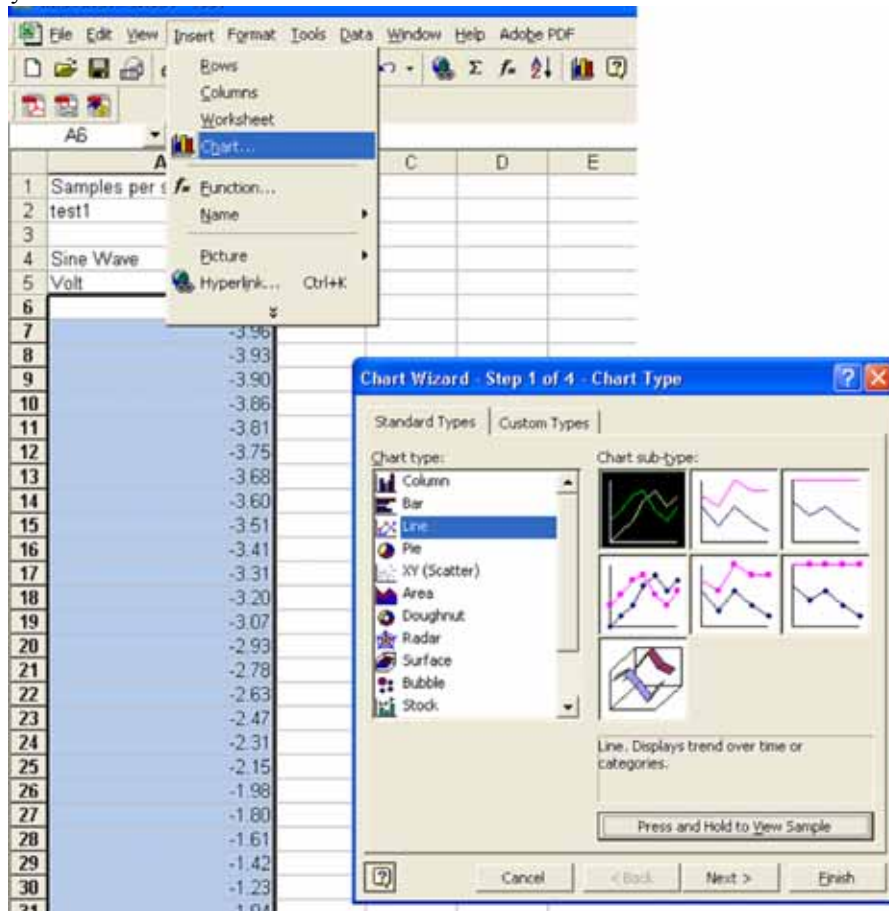 y
File Edit View Insert Format Tools Data Window Help Adobe PDF
Rows
Columns
Worksheet
Chart...
Function...
Name
Picture
Hyperlink... Ctrl+K
A6
A C D E
1 Samples per s
2 test1
3
4 Sine Wave
5 Volt
6
7 -3.96
8 -3.93
9 -3.90
10 -3.86
11 -3.81
12 -3.75
13 -3.68
14 -3.60
15 -3.51
16 -3.41
17 -3.31
18 -3.20
19 -3.07
20 -2.93
21 -2.78
22 -2.63
23 -2.47
24 -2.31
25 -2.15
26 -1.98
27 -1.80
28 -1.61
29 -1.42
30 -1.23
31 -1.04
Chart Wizard - Step 1 of 4 - Chart Type
Standard Types Custom Types
Chart type:
Column
Bar
Line
Pie
XY (Scatter)
Area
Doughnut
Radar
Surface
Bubble
Stock
Chart sub-type:
Line. Displays trend over time or
categories.
Press and Hold to View Sample
Cancel < Back Next > Finish